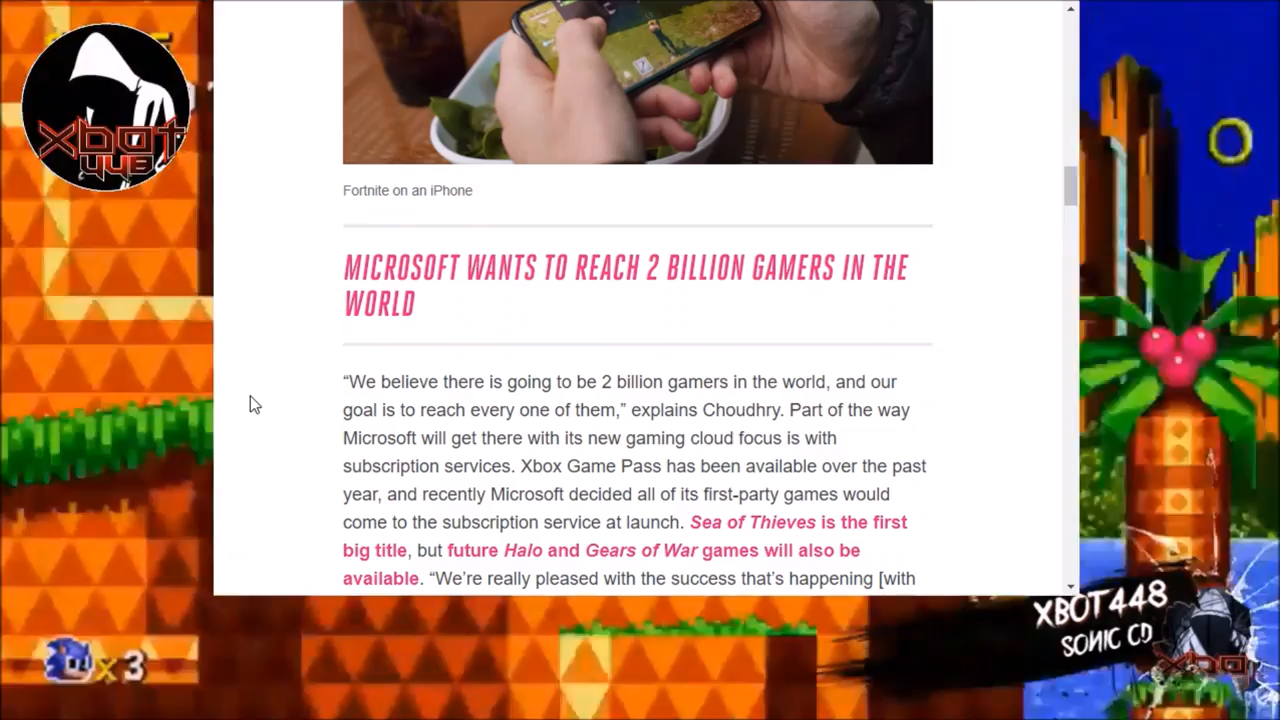 xbot
448
Fortnite on an iPhone
MICROSOFT WANTS TO REACH 2 BILLION GAMERS IN THE
WORLD
“We believe there is going to be 2 billion gamers in the world, and our
goal is to reach every one of them,” explains Choudhry. Part of the way
Microsoft will get there with its new gaming cloud focus is with
subscription services. Xbox Game Pass has been available over the past
year, and recently Microsoft decided all of its first-party games would
come to the subscription service at launch. Sea of Thieves is the first
big title, but future Halo and Gears of War games will also be
available. “We’re really pleased with the success that’s happening [with
XBOT448
SONIC CD
x 3